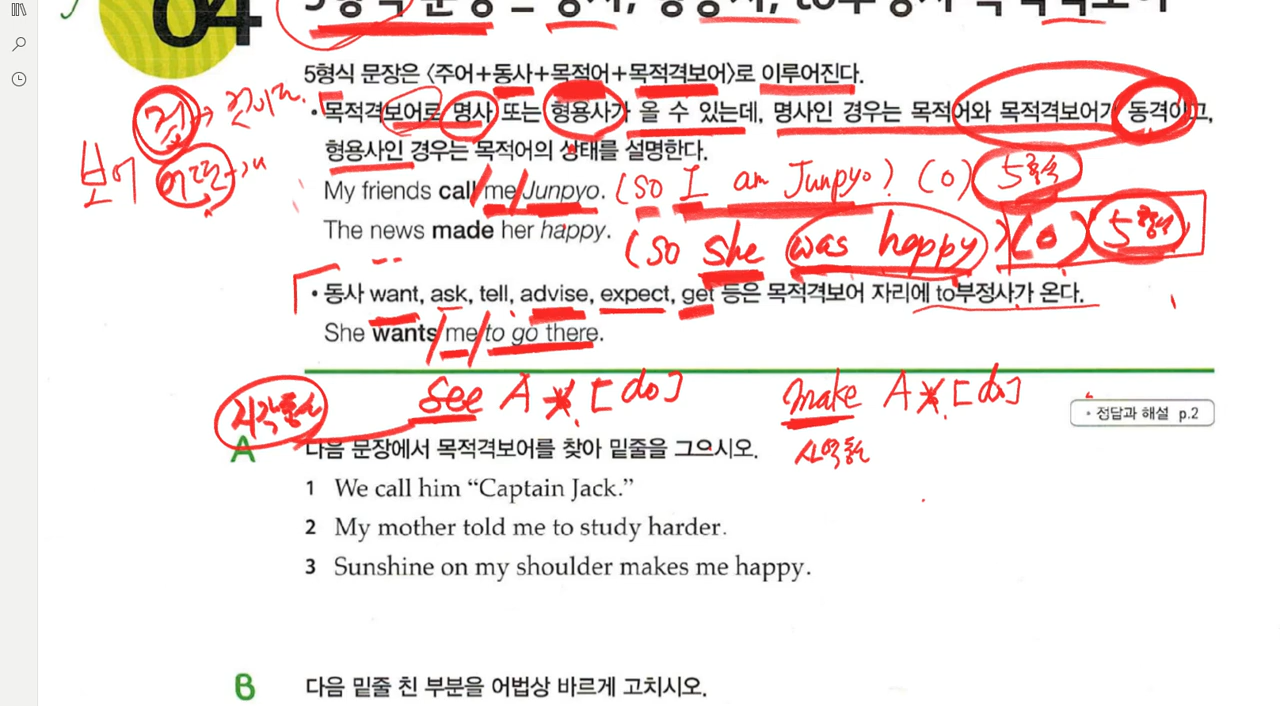 04
5형식 문장은 〈주어+동사+목적어+목적격보어〉로 이루어진다.
• 목적격보어로 명사 또는 형용사가 올 수 있는데, 명사인 경우는 목적어와 목적격보어가 동격이고,
형용사인 경우는 목적어의 상태를 설명한다.
보어
My friends call me Junpyo. (so I am Junpyo) (o) 5형식
The news made her happy. (so she was happy) (o) 5형식
• 동사 want, ask, tell, advise, expect, get 등은 목적격보어 자리에 to부정사가 온다.
She wants me to go there.
지각동사 see A [do] make A [do]
사역동사
• 정답과 해설 p.2
A 다음 문장에서 목적격보어를 찾아 밑줄을 그으시오.
1 We call him “Captain Jack.”
2 My mother told me to study harder.
3 Sunshine on my shoulder makes me happy.
B 다음 밑줄 친 부분을 어법상 바르게 고치시오.